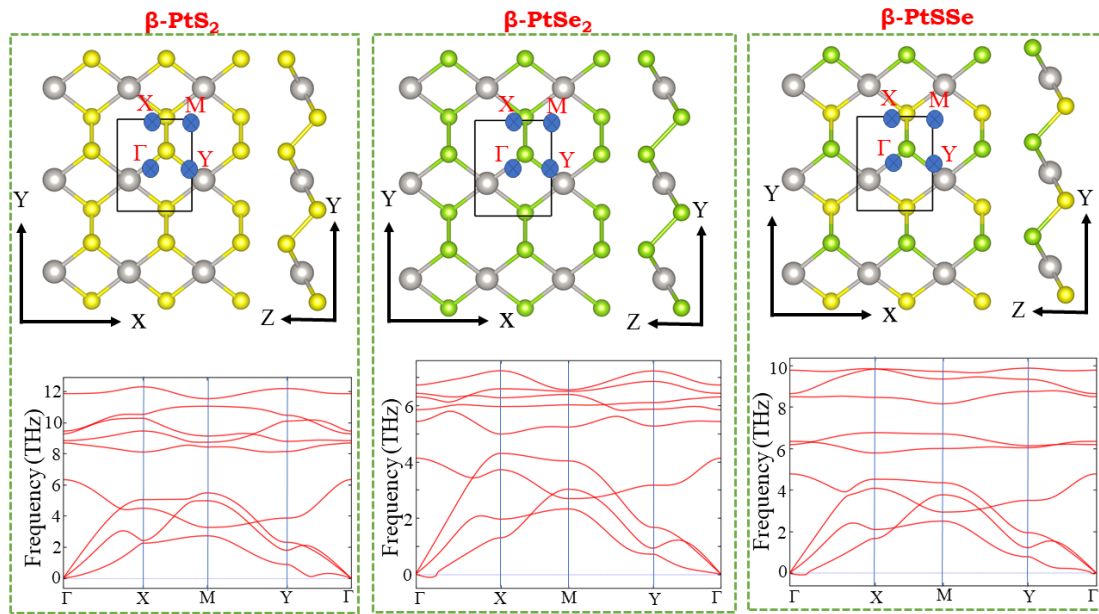 β-PtS₂
β-PtSe₂
β-PtSSe
X M
Γ Y
Y
X
Y
Z
X M
Γ Y
Y
X
Y
Z
X M
Γ Y
Y
X
Y
Z
Frequency (THz)
12
10
8
6
4
2
0
Γ X M Y Γ
Frequency (THz)
6
4
2
0
Γ X M Y Γ
Frequency (THz)
10
8
6
4
2
0
Γ X M Y Γ